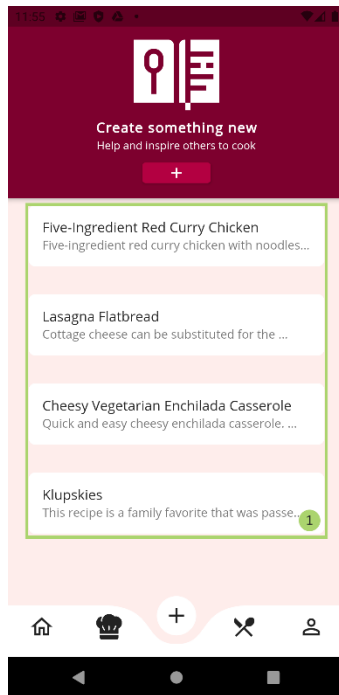 11:55
Create something new
Help and inspire others to cook
+
Five-Ingredient Red Curry Chicken
Five-ingredient red curry chicken with noodles...
Lasagna Flatbread
Cottage cheese can be substituted for the ...
Cheesy Vegetarian Enchilada Casserole
Quick and easy cheesy enchilada casserole. ...
Klupskies
This recipe is a family favorite that was passe...
1
+